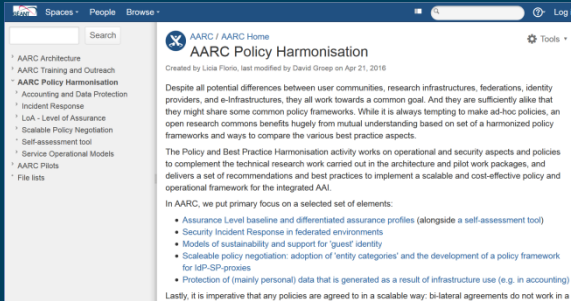 GÉANT Spaces People Browse Log
Search
AARC Architecture
AARC Training and Outreach
AARC Policy Harmonisation
Accounting and Data Protection
Incident Response
LoA - Level of Assurance
Scalable Policy Negotiation
Self-assessment tool
Service Operational Models
AARC Pilots
File lists
AARC / AARC Home
Tools
AARC Policy Harmonisation
Created by Licia Florio, last modified by David Groep on Apr 21, 2016
Despite all potential differences between user communities, research infrastructures, federations, identity
providers, and e-Infrastructures, they all work towards a common goal. And they are sufficiently alike that
they might share some common policy frameworks. While it is always tempting to make ad-hoc policies, an
open research commons benefits hugely from mutual understanding based on set of a harmonized policy
frameworks and ways to compare the various best practice aspects.
The Policy and Best Practice Harmonisation activity works on operational and security aspects and policies
to complement the technical research work carried out in the architecture and pilot work packages, and
delivers a set of recommendations and best practices to implement a scalable and cost-effective policy and
operational framework for the integrated AAI.
In AARC, we put primary focus on a selected set of elements:
• Assurance Level baseline and differentiated assurance profiles (alongside a self-assessment tool)
• Security Incident Response in federated environments
• Models of sustainability and support for 'guest' identity
• Scaleable policy negotiation: adoption of 'entity categories' and the development of a policy framework
for IdP-SP-proxies
• Protection of (mainly personal) data that is generated as a result of infrastructure use (e.g. in accounting)
Lastly, it is imperative that any policies are agreed to in a scalable way: bi-lateral agreements do not work in a